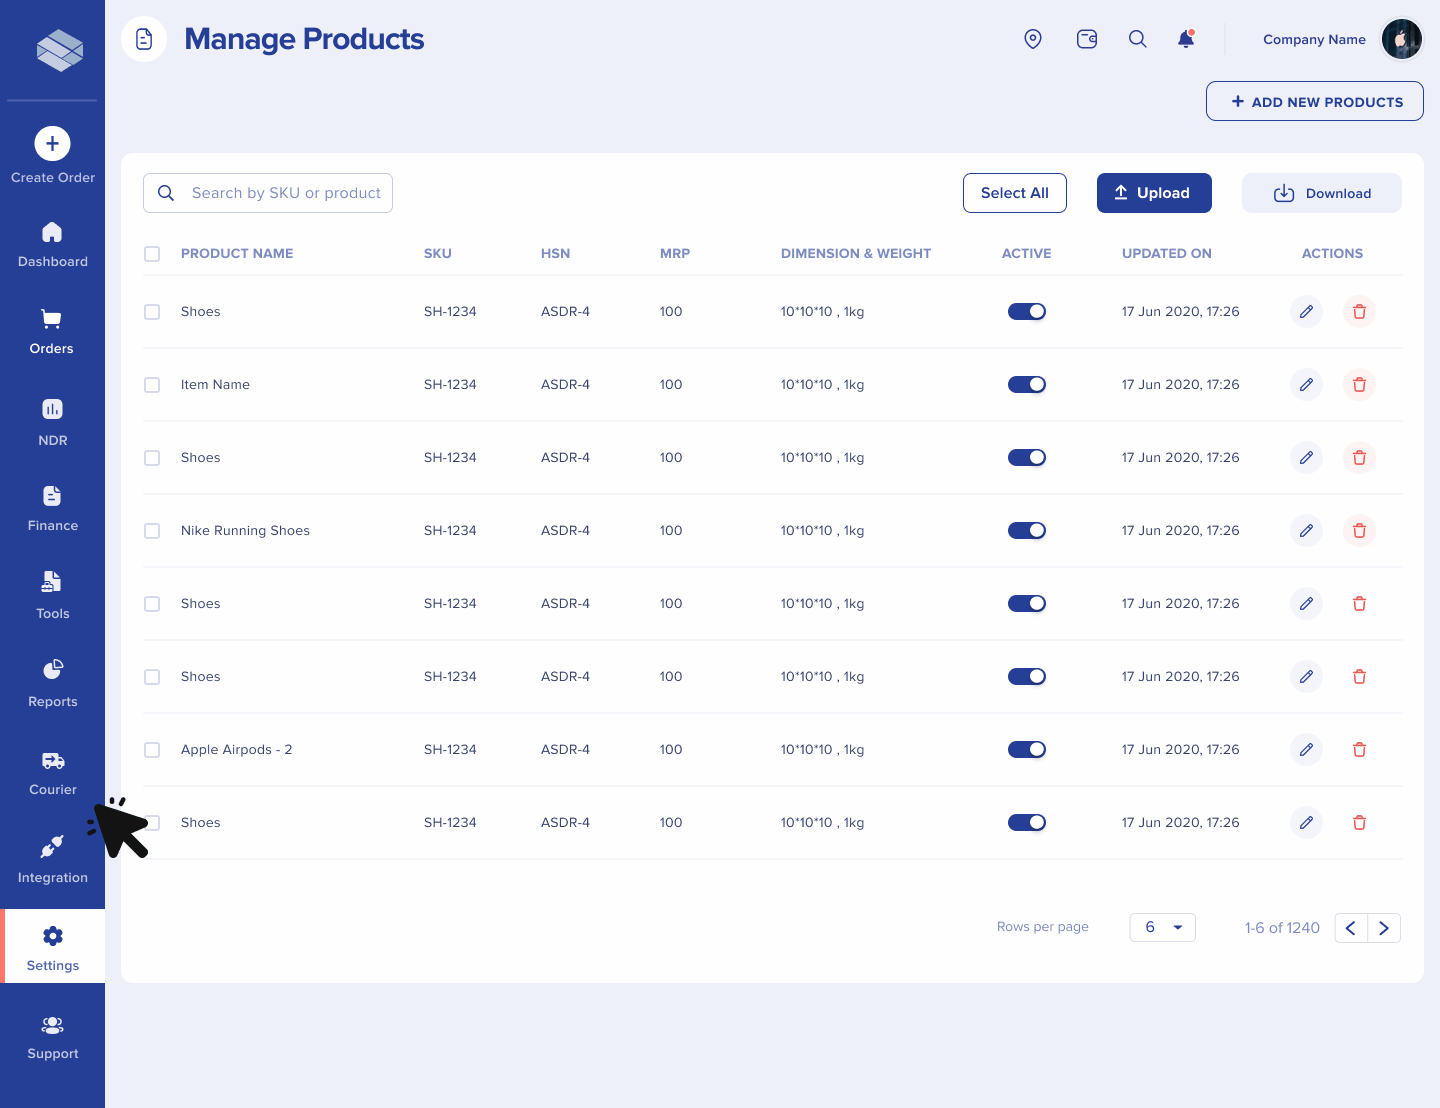 Manage Products
Company Name
+ ADD NEW PRODUCTS
Create Order
Dashboard
Orders
NDR
Finance
Tools
Reports
Courier
Integration
Settings
Support
Search by SKU or product
Select All
Upload
Download
PRODUCT NAME SKU HSN MRP DIMENSION & WEIGHT ACTIVE UPDATED ON ACTIONS
Shoes SH-1234 ASDR-4 100 10*10*10 , 1kg 17 Jun 2020, 17:26
Item Name SH-1234 ASDR-4 100 10*10*10 , 1kg 17 Jun 2020, 17:26
Shoes SH-1234 ASDR-4 100 10*10*10 , 1kg 17 Jun 2020, 17:26
Nike Running Shoes SH-1234 ASDR-4 100 10*10*10 , 1kg 17 Jun 2020, 17:26
Shoes SH-1234 ASDR-4 100 10*10*10 , 1kg 17 Jun 2020, 17:26
Shoes SH-1234 ASDR-4 100 10*10*10 , 1kg 17 Jun 2020, 17:26
Apple Airpods - 2 SH-1234 ASDR-4 100 10*10*10 , 1kg 17 Jun 2020, 17:26
Shoes SH-1234 ASDR-4 100 10*10*10 , 1kg 17 Jun 2020, 17:26
Rows per page 6 1-6 of 1240